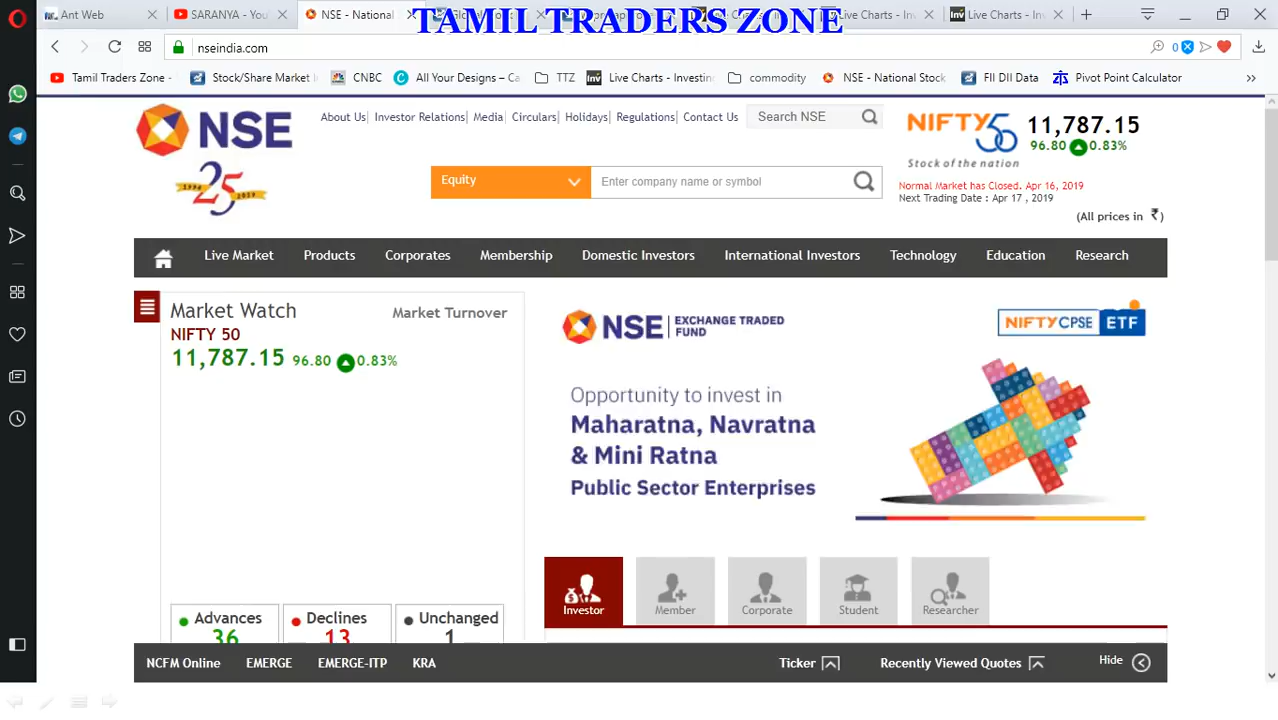 TAMIL TRADERS ZONE
Ant Web
SARANYA - You
NSE - National
Live Charts - Inv
Live Charts - Inv
nseindia.com
0
Tamil Traders Zone -
Stock/Share Market I
CNBC
All Your Designs – Ca
TTZ
Live Charts - Investin
commodity
NSE - National Stock
FII DII Data
Pivot Point Calculator
NSE
1994 25 2019
About Us| Investor Relations| Media| Circulars| Holidays| Regulations| Contact Us
Search NSE
Equity
Enter company name or symbol
NIFTY 50
Stock of the nation
11,787.15
96.80 0.83%
Normal Market has Closed. Apr 16, 2019
Next Trading Date : Apr 17 , 2019
(All prices in ₹)
Live Market Products Corporates Membership Domestic Investors International Investors Technology Education Research
Market Watch
Market Turnover
NIFTY 50
11,787.15 96.80 0.83%
Advances
36
Declines
13
Unchanged
1
NSE EXCHANGE TRADED
FUND
NIFTY CPSE ETF
Opportunity to invest in
Maharatna, Navratna
& Mini Ratna
Public Sector Enterprises
Investor
Member
Corporate
Student
Researcher
NCFM Online EMERGE EMERGE-ITP KRA
Ticker
Recently Viewed Quotes
Hide